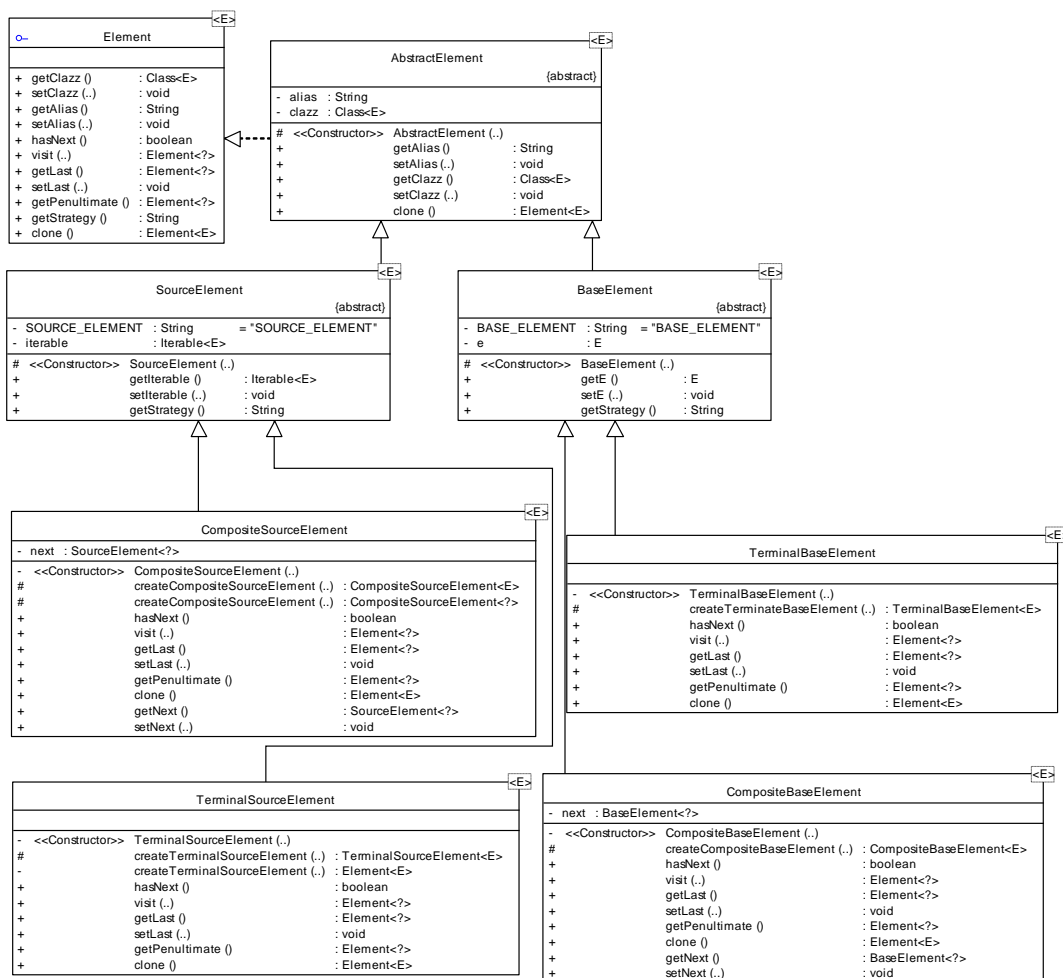 <E>
Element
+ getClazz () : Class<E>
+ setClazz (..) : void
+ getAlias () : String
+ setAlias (..) : void
+ hasNext () : boolean
+ visit (..) : Element<?>
+ getLast () : Element<?>
+ setLast (..) : void
+ getPenultimate () : Element<?>
+ getStrategy () : String
+ clone () : Element<E>
<E>
AbstractElement
{abstract}
- alias : String
- clazz : Class<E>
# <<Constructor>> AbstractElement (..)
+ getAlias () : String
+ setAlias (..) : void
+ getClazz () : Class<E>
+ setClazz (..) : void
+ clone () : Element<E>
<E>
SourceElement
{abstract}
- SOURCE_ELEMENT : String = "SOURCE_ELEMENT"
- iterable : Iterable<E>
# <<Constructor>> SourceElement (..)
+ getIterable () : Iterable<E>
+ setIterable (..) : void
+ getStrategy () : String
<E>
BaseElement
{abstract}
- BASE_ELEMENT : String = "BASE_ELEMENT"
- e : E
# <<Constructor>> BaseElement (..)
+ getE () : E
+ setE (..) : void
+ getStrategy () : String
<E>
CompositeSourceElement
- next : SourceElement<?>
- <<Constructor>> CompositeSourceElement (..)
# createCompositeSourceElement (..) : CompositeSourceElement<E>
# createCompositeSourceElement (..) : CompositeSourceElement<?>
+ hasNext () : boolean
+ visit (..) : Element<?>
+ getLast () : Element<?>
+ setLast (..) : void
+ getPenultimate () : Element<?>
+ clone () : Element<E>
+ getNext () : SourceElement<?>
+ setNext (..) : void
<E
TerminalBaseElement
- <<Constructor>> TerminalBaseElement (..)
# createTerminateBaseElement (..) : TerminalBaseElement<E>
+ hasNext () : boolean
+ visit (..) : Element<?>
+ getLast () : Element<?>
+ setLast (..) : void
+ getPenultimate () : Element<?>
+ clone () : Element<E>
<E>
TerminalSourceElement
- <<Constructor>> TerminalSourceElement (..)
# createTerminalSourceElement (..) : TerminalSourceElement<E>
- createTerminalSourceElement (..) : Element<E>
+ hasNext () : boolean
+ visit (..) : Element<?>
+ getLast () : Element<?>
+ setLast (..) : void
+ getPenultimate () : Element<?>
+ clone () : Element<E>
<E>
CompositeBaseElement
- next : BaseElement<?>
- <<Constructor>> CompositeBaseElement (..)
# createCompositeBaseElement (..) : CompositeBaseElement<E>
+ hasNext () : boolean
+ visit (..) : Element<?>
+ getLast () : Element<?>
+ setLast (..) : void
+ getPenultimate () : Element<?>
+ clone () : Element<E>
+ getNext () : BaseElement<?>
+ setNext (..) : void